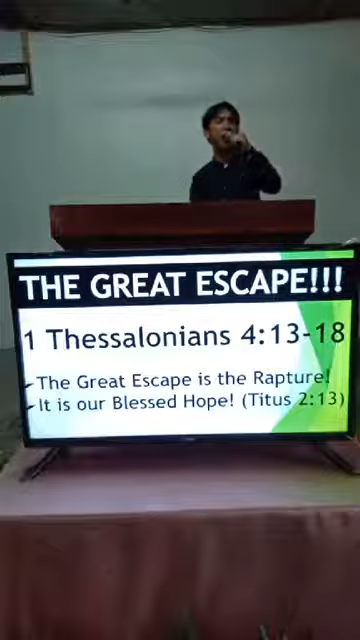 THE GREAT ESCAPE!!!
1 Thessalonians 4:13-18
The Great Escape is the Rapture!
It is our Blessed Hope! (Titus 2:13)